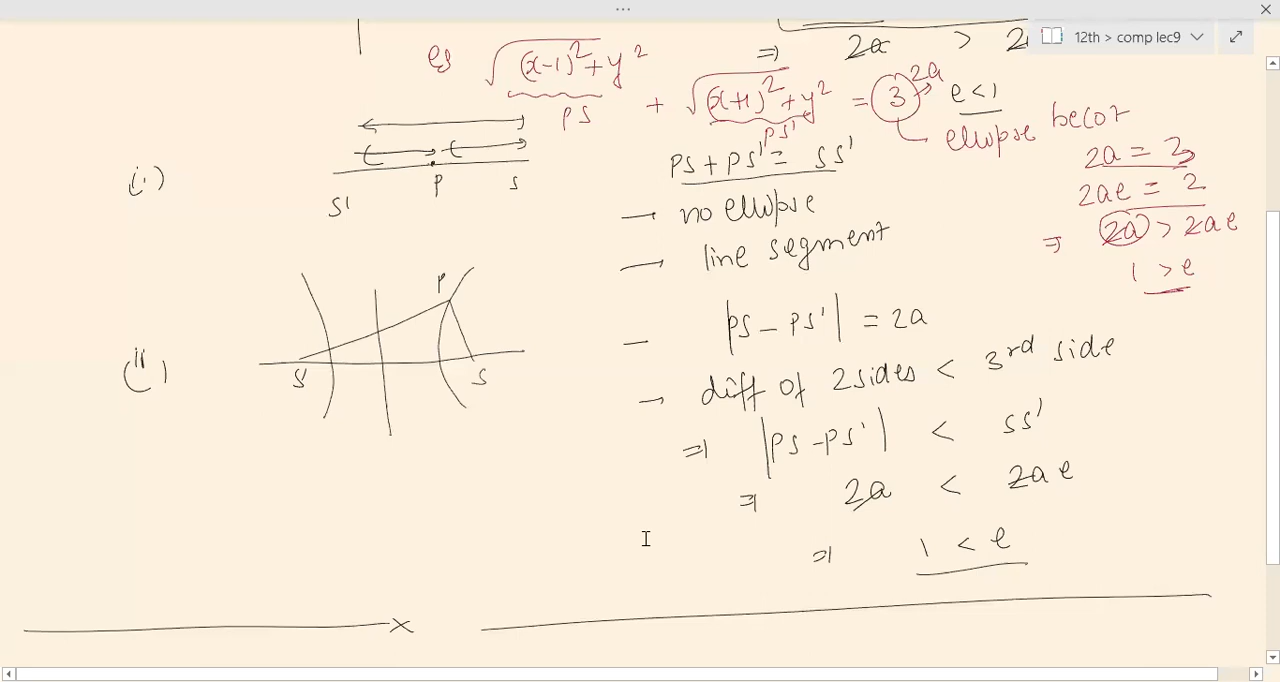 12th > comp lec9
⇒ 2a > 2
eg √(x-1)²+y² + √(x+1)²+y² = 3 → 2a
PS PS'
e<1
ellipse becoz
2a = 3
2ae = 2
⇒ 2a > 2ae
1 > e
(i)
S' P S
PS + PS' = SS'
→ no ellipse
→ line segment
(ii)
P
S' S
– |PS – PS'| = 2a
→ diff of 2 sides < 3rd side
⇒ |PS – PS'| < SS'
⇒ 2a < 2ae
⇒ 1 < e
x